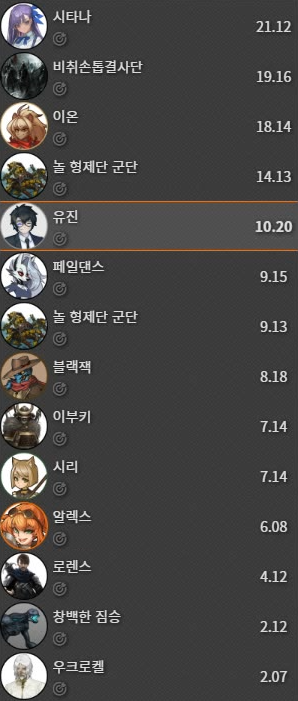 시타나
21.12
비취손톱결사단
19.16
이온
18.14
놀 형제단 군단
14.13
유진
10.20
페일댄스
9.15
놀 형제단 군단
9.13
블랙잭
8.18
이부키
7.14
시리
7.14
알렉스
6.08
로렌스
4.12
창백한 짐승
2.12
우크로켈
2.07